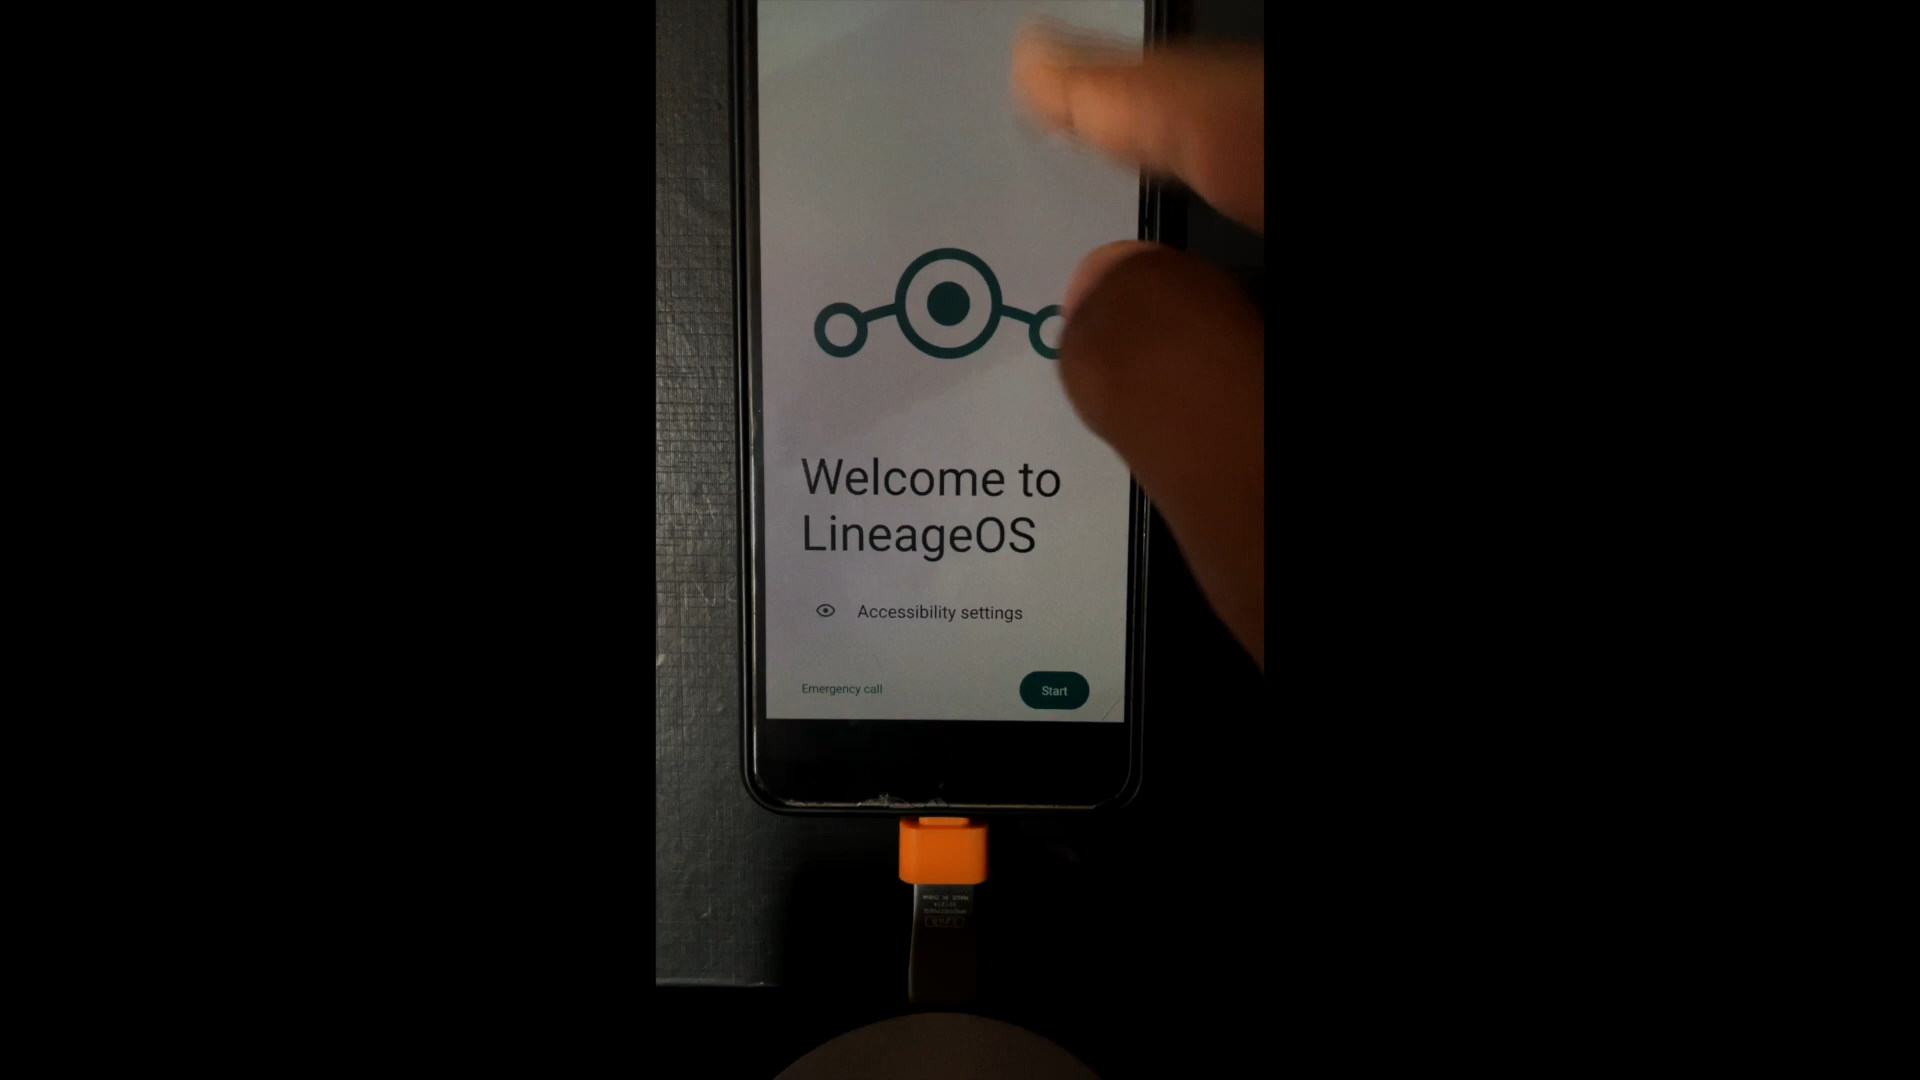 Welcome to
LineageOS
Accessibility settings
Emergency call
Start